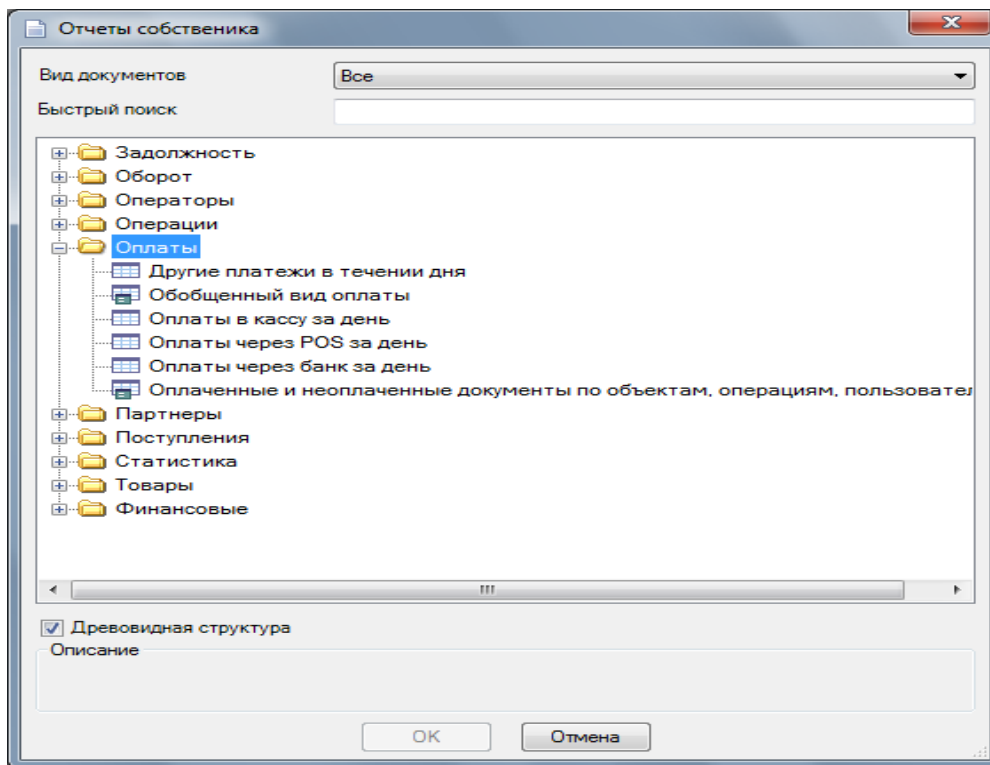 Отчеты собственика
Вид документов
Все
Быстрый поиск
Задолжность
Оборот
Операторы
Операции
Оплаты
Другие платежи в течении дня
Обобщенный вид оплаты
Оплаты в кассу за день
Оплаты через POS за день
Оплаты через банк за день
Оплаченные и неоплаченные документы по объектам, операциям, пользовател
Партнеры
Поступления
Статистика
Товары
Финансовые
Древовидная структура
Описание
OK
Отмена